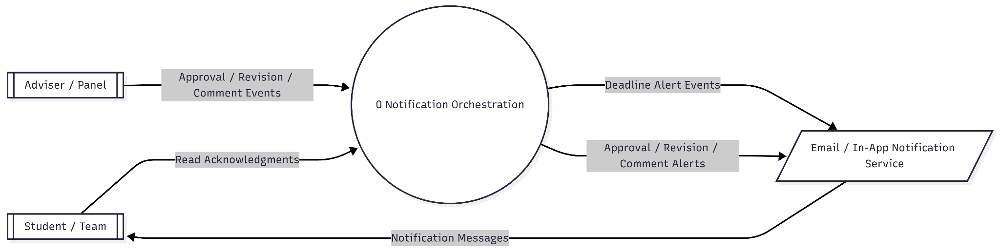 Adviser / Panel
Approval / Revision /
Comment Events
0 Notification Orchestration
Deadline Alert Events
Approval / Revision /
Comment Alerts
Email / In-App Notification
Service
Read Acknowledgments
Student / Team
Notification Messages